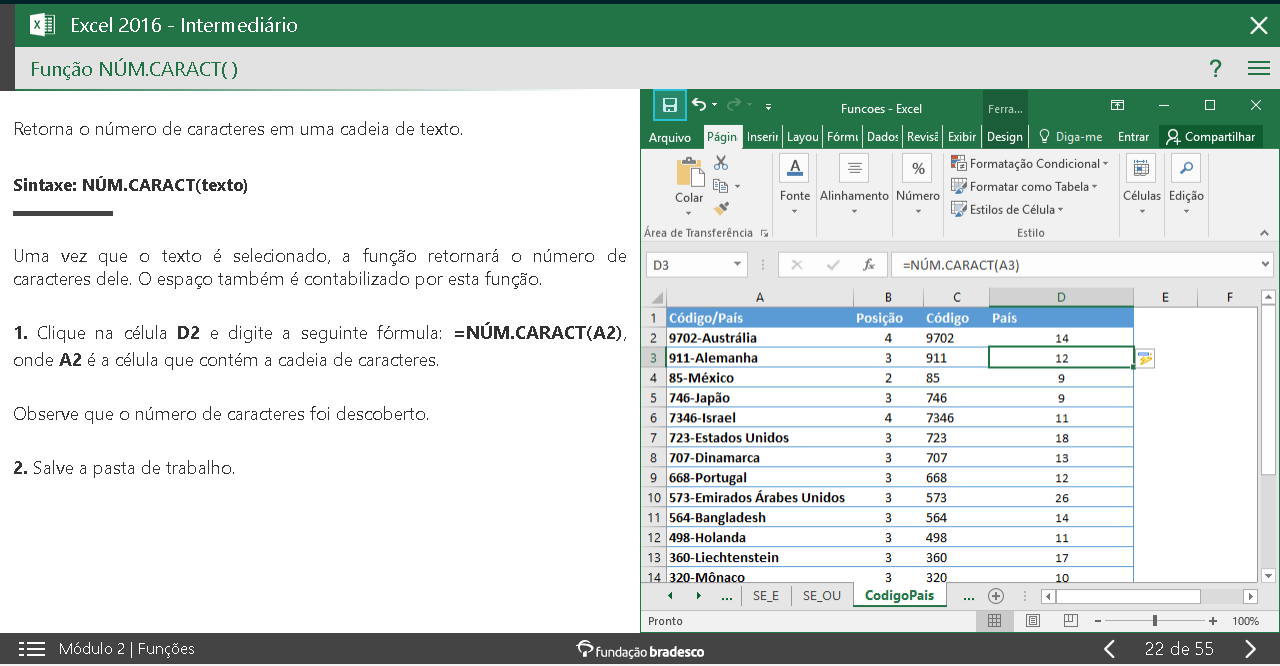 Excel 2016 - Intermediário
Função NÚM.CARACT( )
?
Retorna o número de caracteres em uma cadeia de texto.
Sintaxe: NÚM.CARACT(texto)
Uma vez que o texto é selecionado, a função retornará o número de
caracteres dele. O espaço também é contabilizado por esta função.
1. Clique na célula D2 e digite a seguinte fórmula: =NÚM.CARACT(A2),
onde A2 é a célula que contém a cadeia de caracteres
Observe que o número de caracteres foi descoberto.
2. Salve a pasta de trabalho.
Funcoes - Excel
Ferra...
Arquivo Págin Inserir Layou Fórmu Dados Revisã Exibir Design Diga-me Entrar Compartilhar
Colar
Fonte
Alinhamento
%
Número
Formatação Condicional
Formatar como Tabela
Estilos de Célula
Células
Edição
Área de Transferência
Estilo
D3 fx =NÚM.CARACT(A3)
A B C D E F
1 Código/País Posição Código País
2 9702-Austrália 4 9702 14
3 911-Alemanha 3 911 12
4 85-México 2 85 9
5 746-Japão 3 746 9
6 7346-Israel 4 7346 11
7 723-Estados Unidos 3 723 18
8 707-Dinamarca 3 707 13
9 668-Portugal 3 668 12
10 573-Emirados Árabes Unidos 3 573 26
11 564-Bangladesh 3 564 14
12 498-Holanda 3 498 11
13 360-Liechtenstein 3 360 17
14 320-Mônaco 3 320 10
... SE_E SE_OU CodigoPais ...
Pronto 100%
Módulo 2 | Funções
fundação bradesco
22 de 55